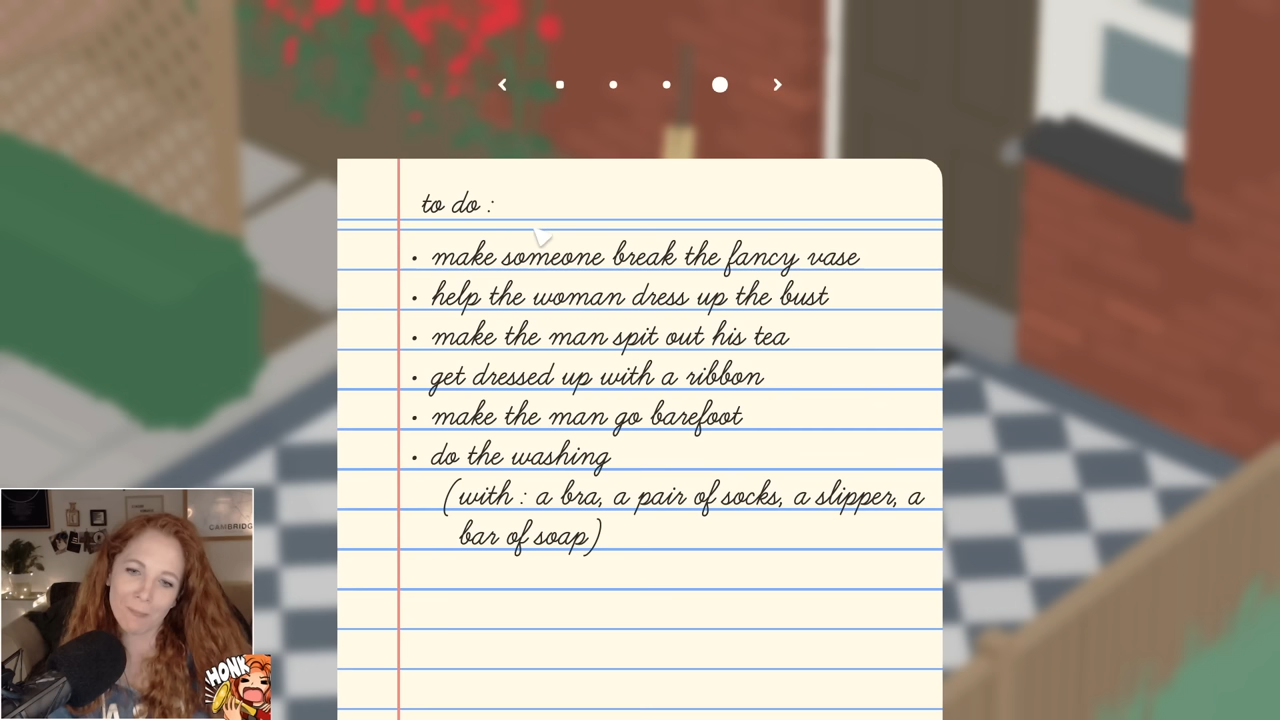 to do :
• make someone break the fancy vase
• help the woman dress up the bust
• make the man spit out his tea
• get dressed up with a ribbon
• make the man go barefoot
• do the washing
(with : a bra, a pair of socks, a slipper, a
bar of soap)
CAMBRIDG
HONK